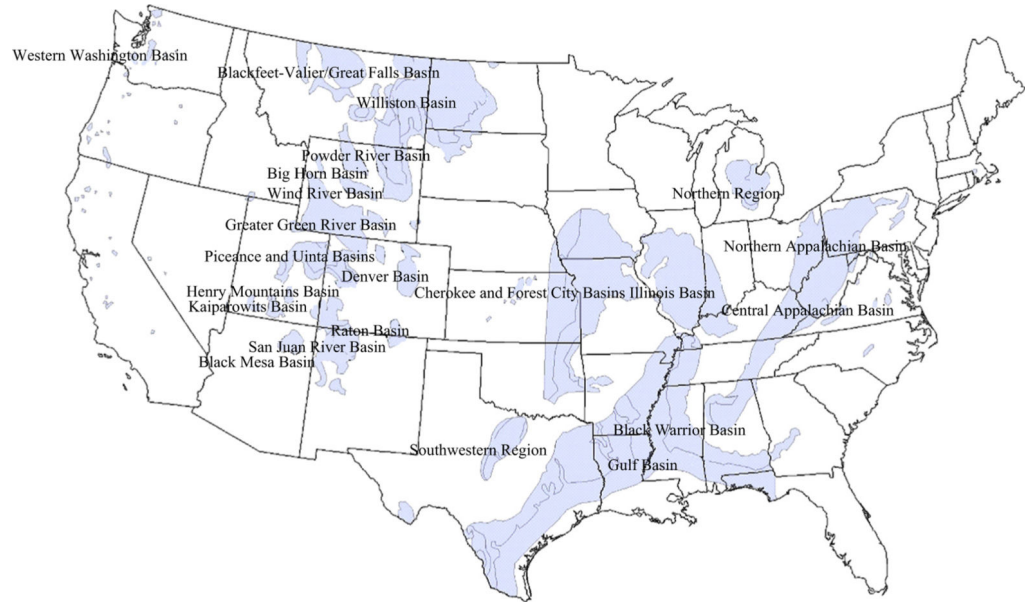 Western Washington Basin
Blackfeet-Valier/Great Falls Basin
Williston Basin
Powder River Basin
Big Horn Basin
Wind River Basin
Northern Region
Greater Green River Basin
Northern Appalachian Basin
Piceance and Uinta Basins
Denver Basin
Henry Mountains Basin
Cherokee and Forest City Basins Illinois Basin
Kaiparowits Basin
Central Appalachian Basin
Raton Basin
San Juan River Basin
Black Mesa Basin
Black Warrior Basin
Southwestern Region
Gulf Basin